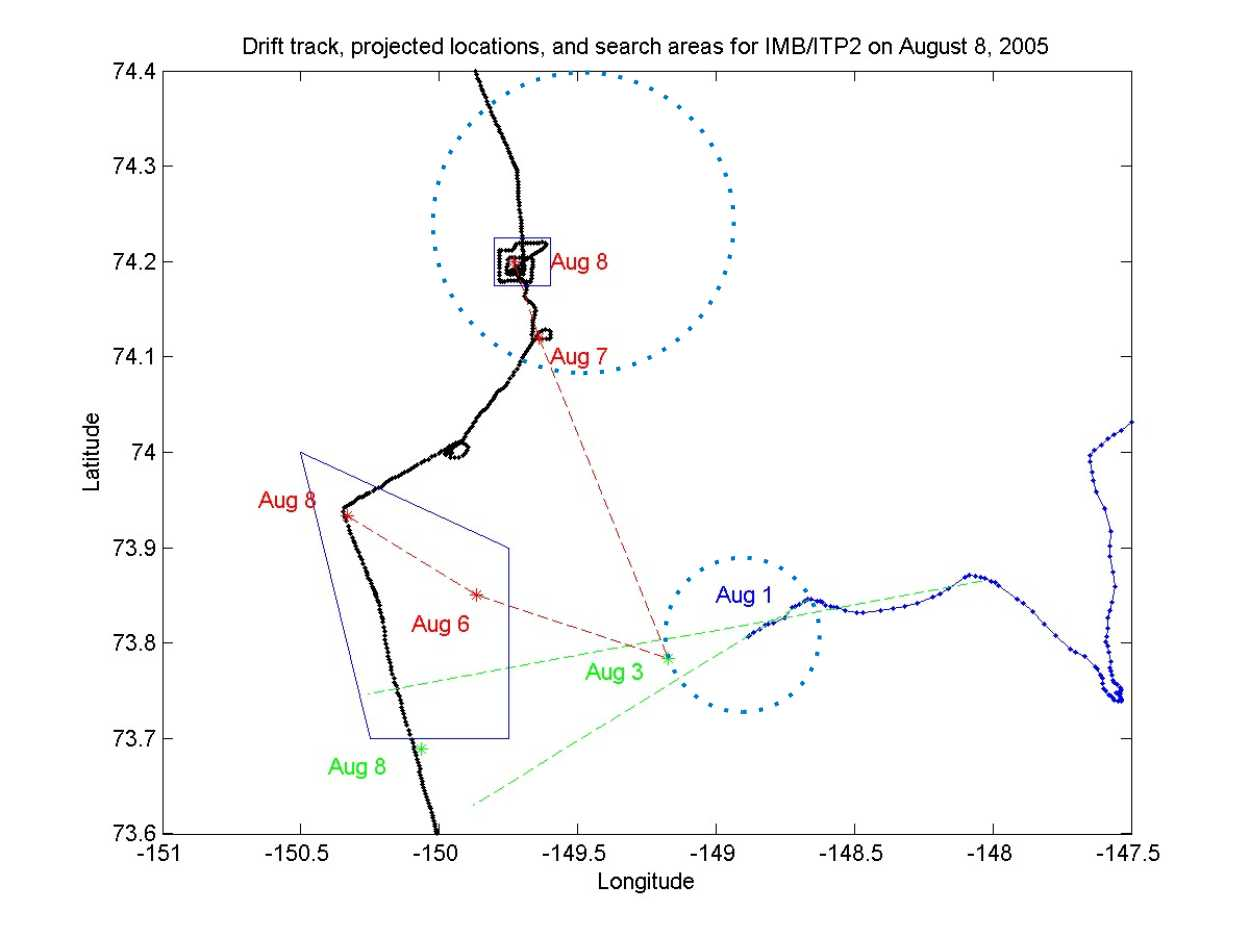 Drift track, projected locations, and search areas for IMB/ITP2 on August 8, 2005
74.4
74.3
Aug 8
74.2
Aug 7
74.1
Latitude
74
Aug 8
73.9
Aug 1
Aug 6
73.8
Aug 3
73.7
Aug 8
73.6
-151
-150.5
-150
-149.5
-149
-148.5
-148
-147.5
Longitude